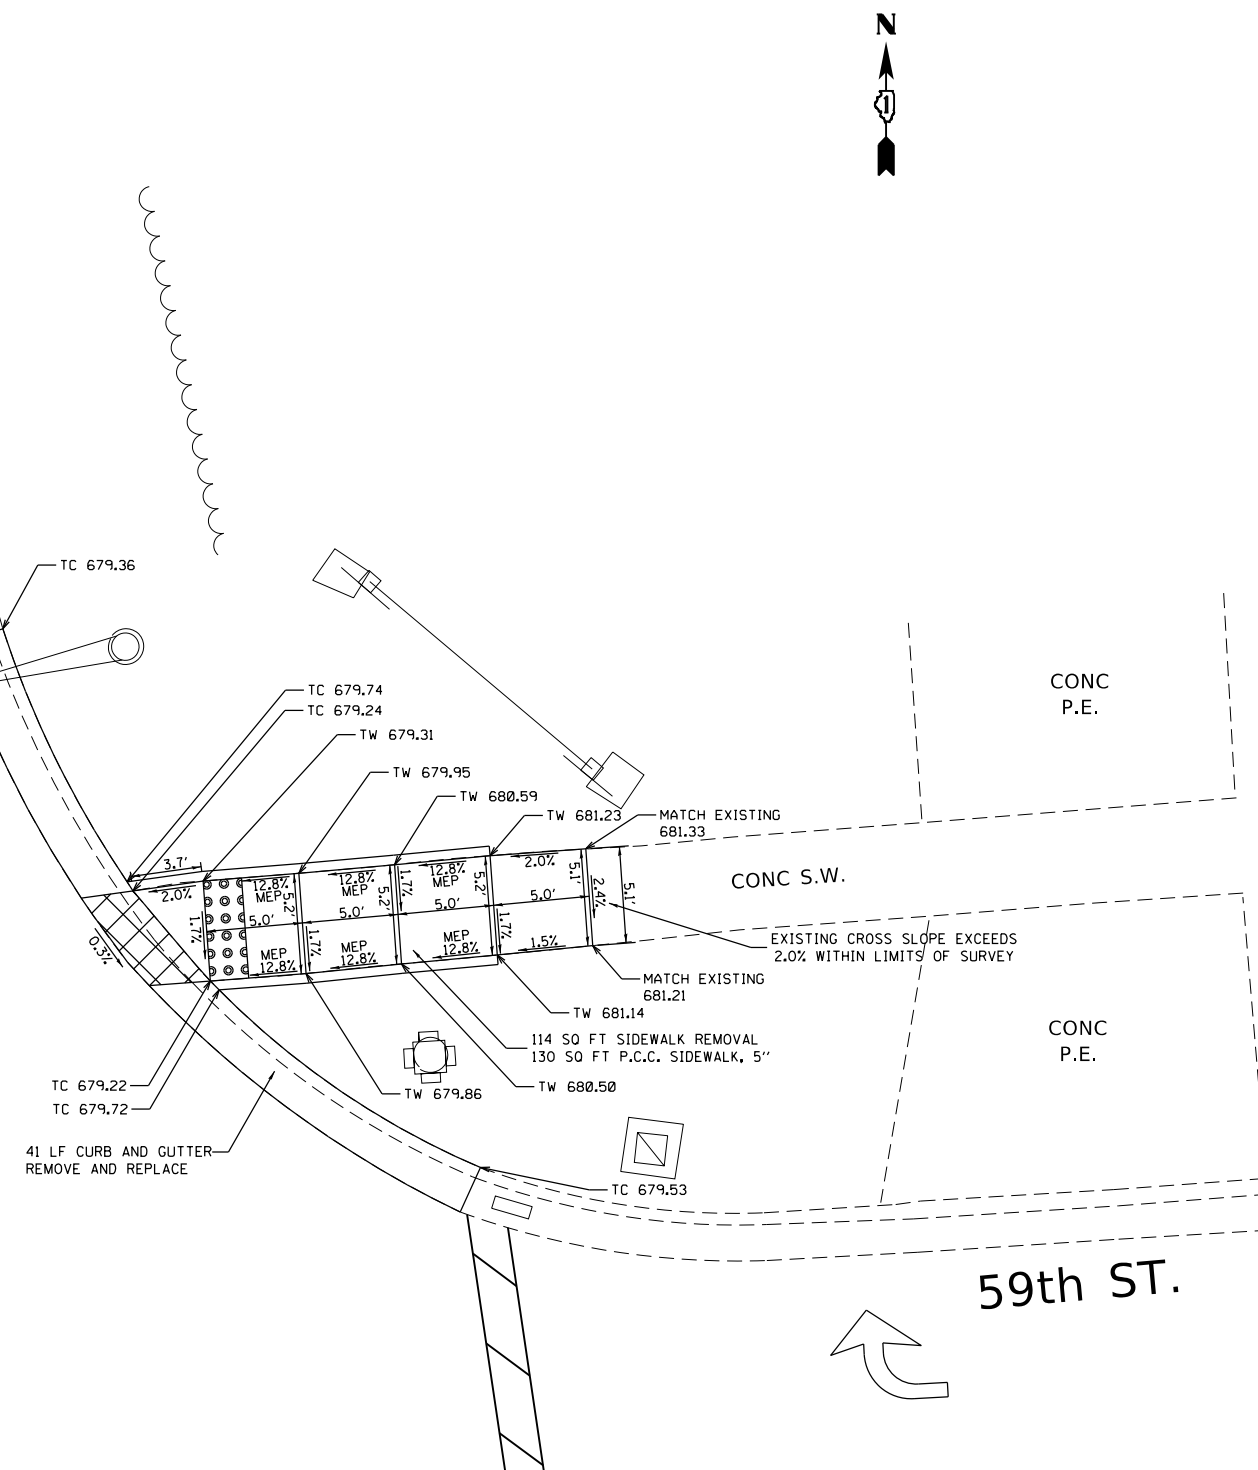 N
1
TC 679.36
CONC
P.E.
TC 679.74
TC 679.24
TW 679.31
TW 679.95
TW 680.59
TW 681.23
MATCH EXISTING
681.33
3.7'
2.0%
12.8%
MEP
12.8%
MEP
12.8%
MEP
2.0%
5.2'
5.2'
1.7%
5.2'
5.1'
2.4%
5.1'
CONC S.W.
1.7%
5.0'
5.0'
5.0'
5.0'
1.7%
1.7%
MEP
12.8%
MEP
12.8%
MEP
12.8%
1.5%
0.3%
EXISTING CROSS SLOPE EXCEEDS
2.0% WITHIN LIMITS OF SURVEY
MATCH EXISTING
681.21
TW 681.14
CONC
P.E.
114 SQ FT SIDEWALK REMOVAL
130 SQ FT P.C.C. SIDEWALK, 5''
TC 679.22
TC 679.72
TW 679.86
TW 680.50
41 LF CURB AND GUTTER
REMOVE AND REPLACE
TC 679.53
59th ST.